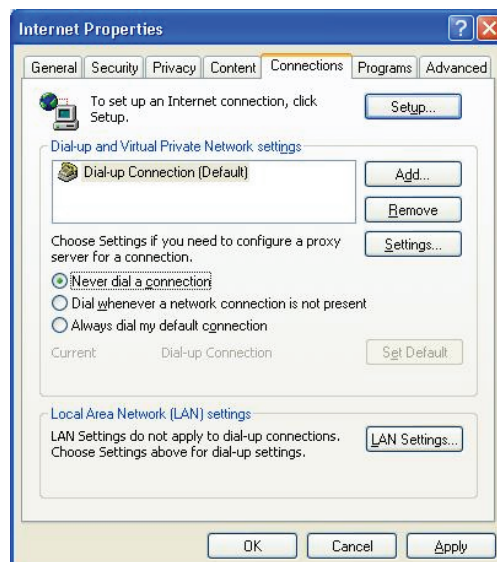 Internet Properties
?
X
General Security Privacy Content Connections Programs Advanced
To set up an Internet connection, click
Setup.
Setup...
Dial-up and Virtual Private Network settings
Dial-up Connection (Default)
Add...
Remove
Choose Settings if you need to configure a proxy
server for a connection.
Settings...
Never dial a connection
Dial whenever a network connection is not present
Always dial my default connection
Current Dial-up Connection
Set Default
Local Area Network (LAN) settings
LAN Settings do not apply to dial-up connections.
Choose Settings above for dial-up settings.
LAN Settings...
OK Cancel Apply